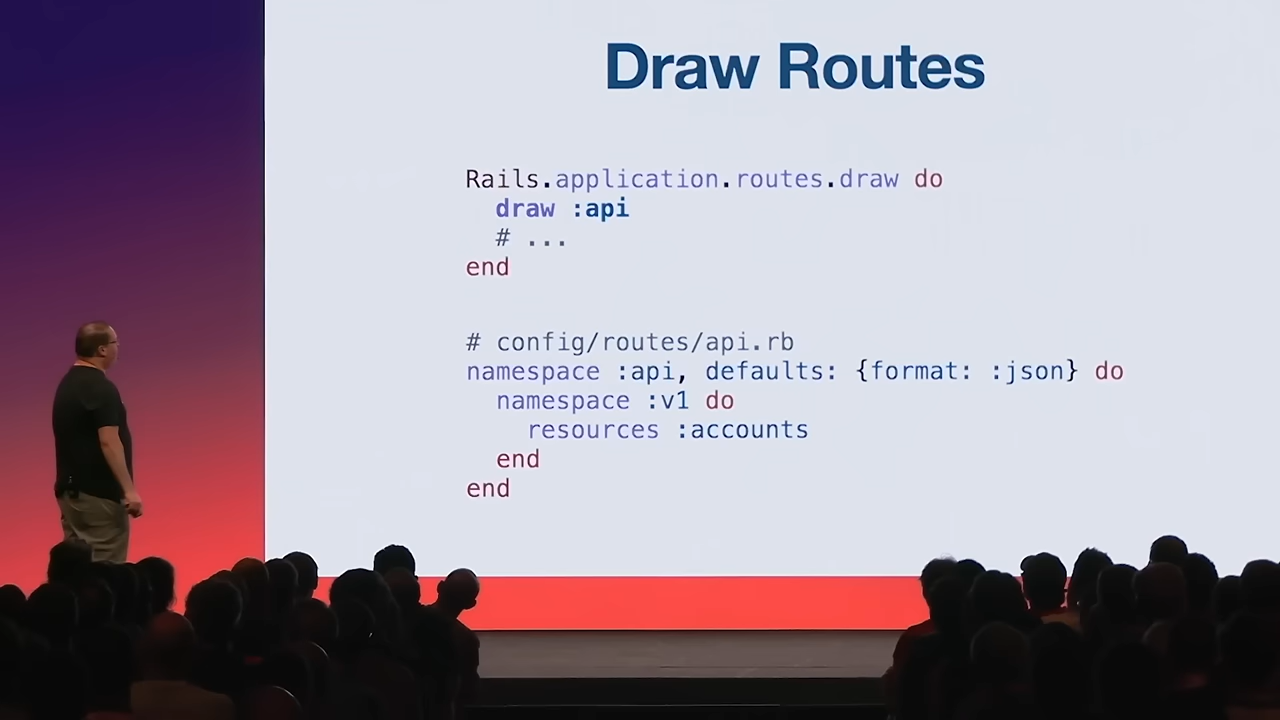 Draw Routes
Rails.application.routes.draw do
  draw :api
  # ...
end
# config/routes/api.rb
namespace :api, defaults: {format: :json} do
  namespace :v1 do
    resources :accounts
  end
end